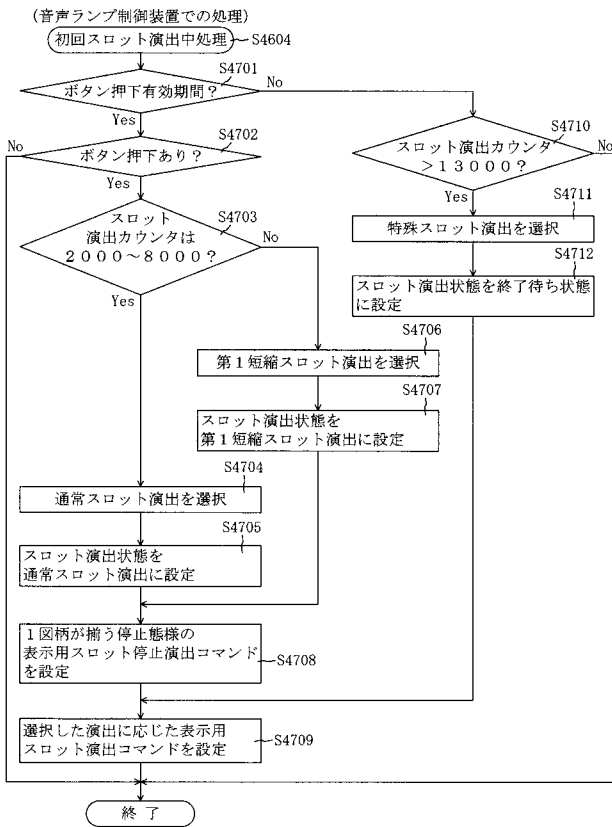 (音声ランプ制御装置での処理)
初回スロット演出中処理
S4604
S4701
ボタン押下有効期間？
No
Yes
S4702
No
ボタン押下あり？
Yes
S4703
スロット
演出カウンタは
２０００～８０００？
No
Yes
S4710
スロット演出カウンタ
＞１３０００？
No
Yes
S4711
特殊スロット演出を選択
S4712
スロット演出状態を終了待ち状態
に設定
S4706
第１短縮スロット演出を選択
S4707
スロット演出状態を
第１短縮スロット演出に設定
S4704
通常スロット演出を選択
S4705
スロット演出状態を
通常スロット演出に設定
１図柄が揃う停止態様の
表示用スロット停止演出コマンド
を設定
S4708
選択した演出に応じた表示用
スロット演出コマンドを設定
S4709
終了